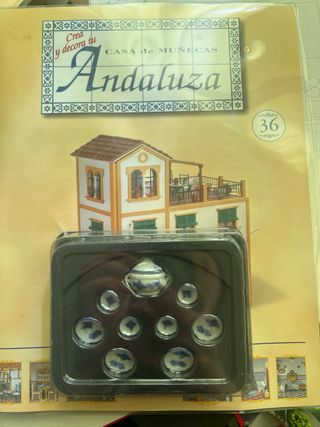 Crea
y decora tu
CASA de MUÑECAS
Andaluza
36